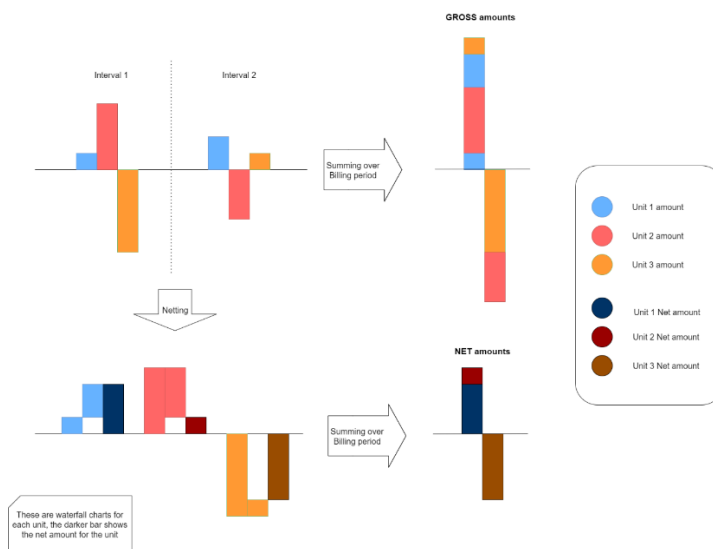 GROSS amounts
Interval 1
Interval 2
Summing over
Billing period
Unit 1 amount
Unit 2 amount
Unit 3 amount
Unit 1 Net amount
Unit 2 Net amount
Unit 3 Net amount
Netting
NET amounts
Summing over
Billing period
These are waterfall charts for
each unit, the darker bar shows
the net amount for the unit